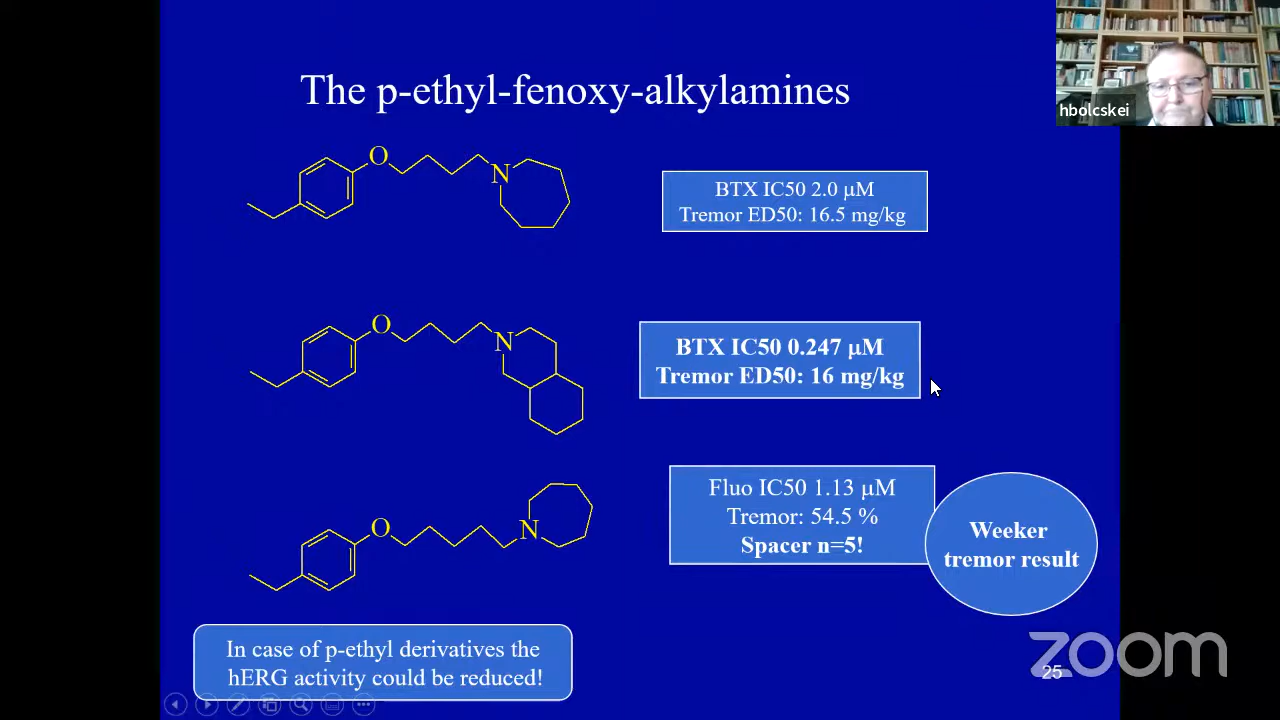 The p-ethyl-fenoxy-alkylamines
hbolcskei
O
N
BTX IC50 2.0 μM
Tremor ED50: 16.5 mg/kg
O
N
BTX IC50 0.247 μM
Tremor ED50: 16 mg/kg
O
N
Fluo IC50 1.13 μM
Tremor: 54.5 %
Spacer n=5!
Weeker
tremor result
In case of p-ethyl derivatives the
hERG activity could be reduced!
25
zoom